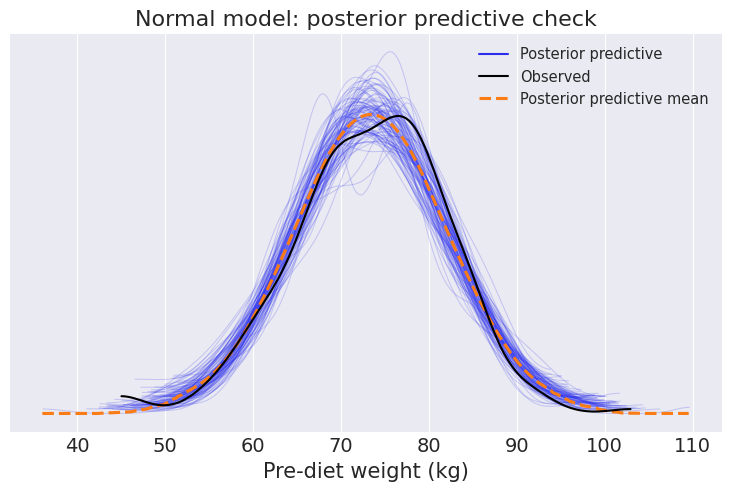 Normal model: posterior predictive check
Posterior predictive
Observed
Posterior predictive mean
40 50 60 70 80 90 100 110
Pre-diet weight (kg)